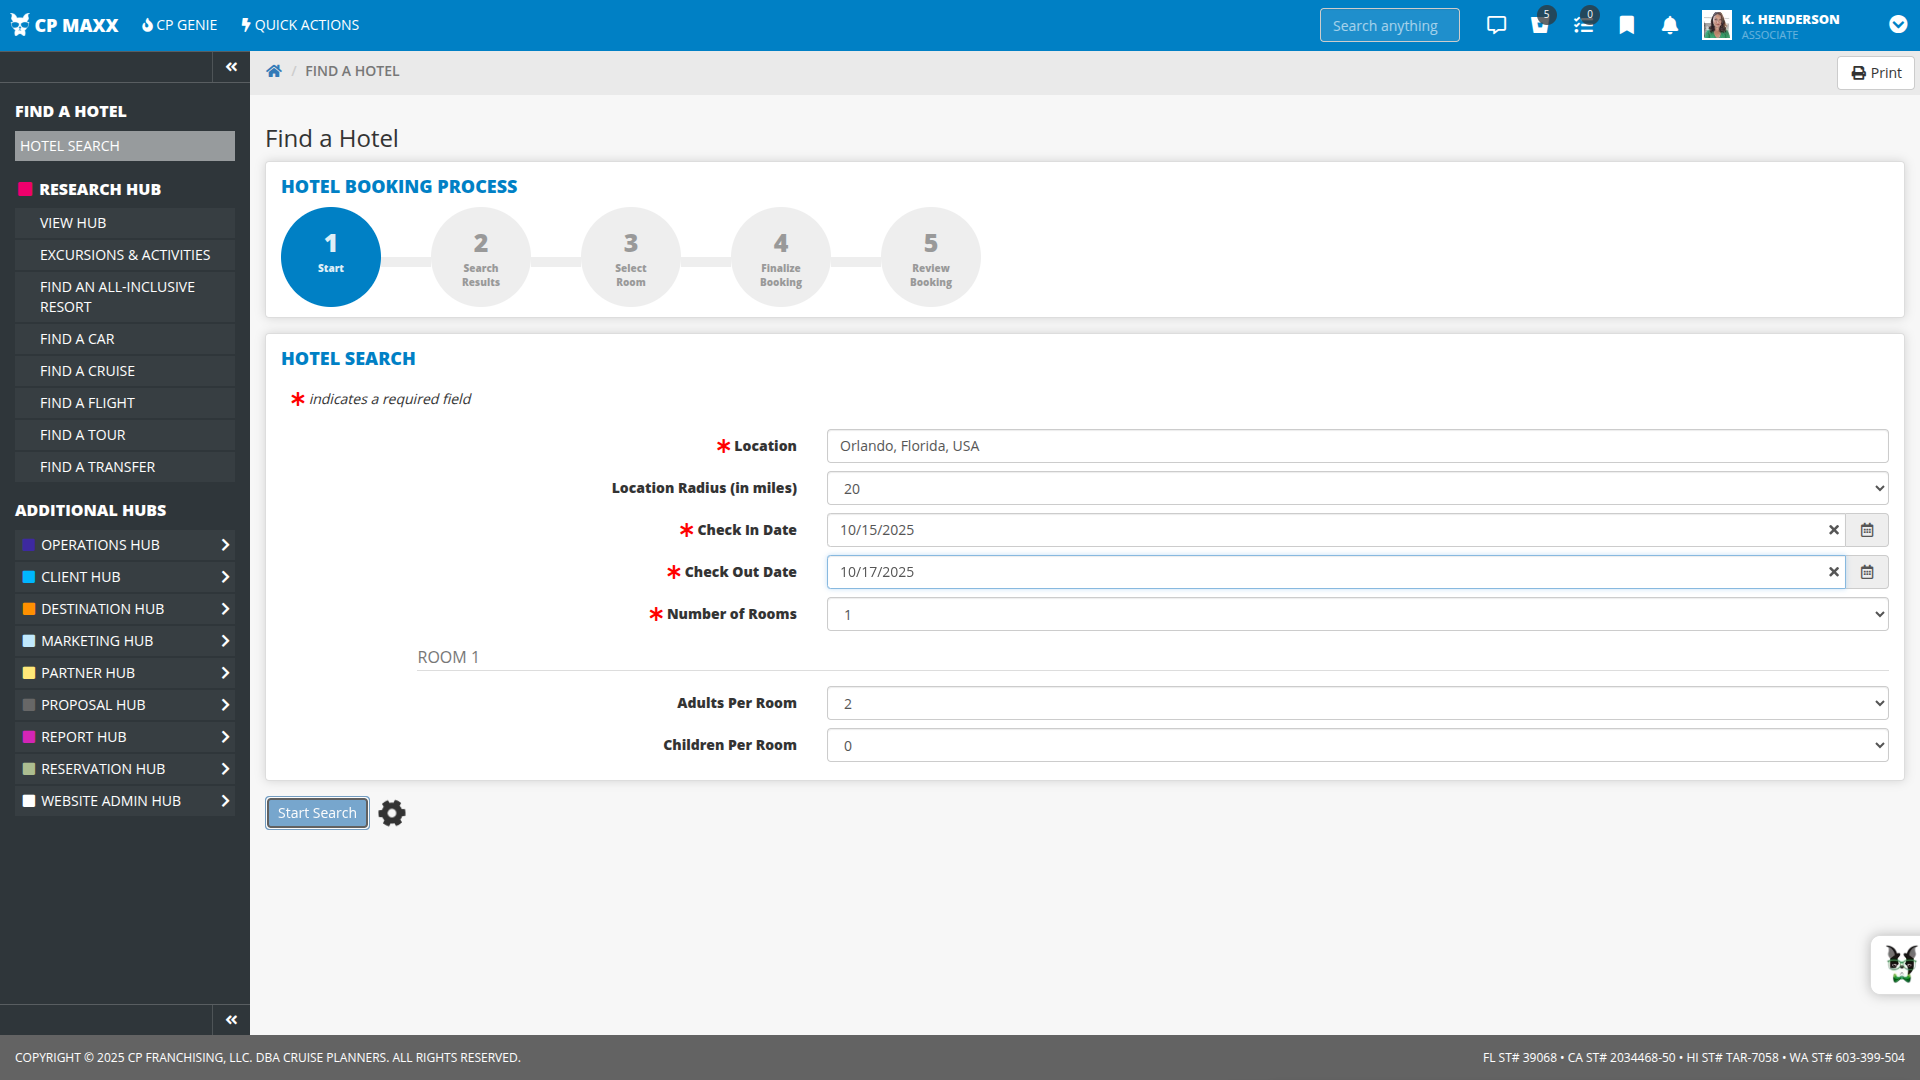 CP MAXX
CP GENIE
QUICK ACTIONS
Search anything
5
0
K. HENDERSON
ASSOCIATE
FIND A HOTEL
Print
FIND A HOTEL
HOTEL SEARCH
RESEARCH HUB
VIEW HUB
EXCURSIONS & ACTIVITIES
FIND AN ALL-INCLUSIVE
RESORT
FIND A CAR
FIND A CRUISE
FIND A FLIGHT
FIND A TOUR
FIND A TRANSFER
ADDITIONAL HUBS
OPERATIONS HUB
CLIENT HUB
DESTINATION HUB
MARKETING HUB
PARTNER HUB
PROPOSAL HUB
REPORT HUB
RESERVATION HUB
WEBSITE ADMIN HUB
Find a Hotel
HOTEL BOOKING PROCESS
1
Start
2
Search
Results
3
Select
Room
4
Finalize
Booking
5
Review
Booking
HOTEL SEARCH
indicates a required field
Location
Orlando, Florida, USA
Location Radius (in miles)
20
Check In Date
10/15/2025
Check Out Date
10/17/2025
Number of Rooms
1
ROOM 1
Adults Per Room
2
Children Per Room
0
Start Search
COPYRIGHT © 2025 CP FRANCHISING, LLC. DBA CRUISE PLANNERS. ALL RIGHTS RESERVED.
FL ST# 39068 • CA ST# 2034468-50 • HI ST# TAR-7058 • WA ST# 603-399-504